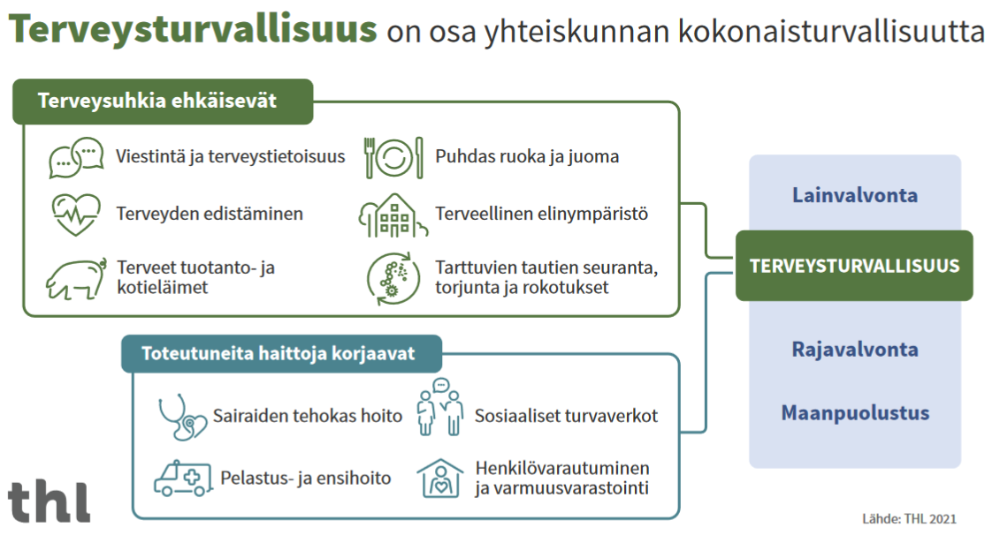 Terveysturvallisuus on osa yhteiskunnan kokonaisturvallisuutta
Terveysuhkia ehkäisevät
Viestintä ja terveystietoisuus
Puhdas ruoka ja juoma
Terveyden edistäminen
Terveellinen elinympäristö
Terveet tuotanto- ja
kotieläimet
Tarttuvien tautien seuranta,
torjunta ja rokotukset
Toteutuneita haittoja korjaavat
Sairaiden tehokas hoito
Sosiaaliset turvaverkot
Pelastus- ja ensihoito
Henkilövarautuminen
ja varmuusvarastointi
Lainvalvonta
TERVEYSTURVALLISUUS
Rajavalvonta
Maanpuolustus
thl
Lähde: THL 2021